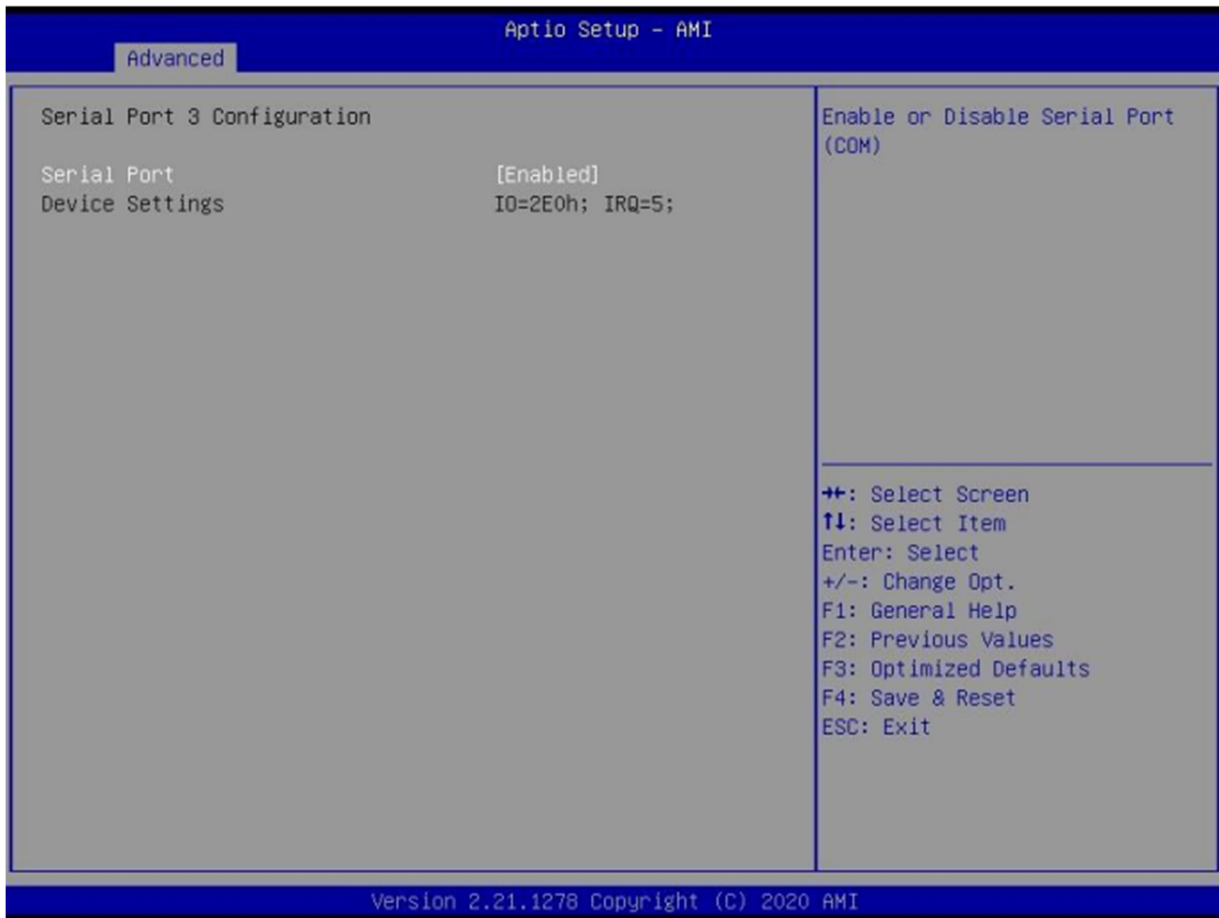 Aptio Setup – AMI
Advanced
Serial Port 3 Configuration
Serial Port [Enabled]
Device Settings IO=2E0h; IRQ=5;
Enable or Disable Serial Port
(COM)
→←: Select Screen
↑↓: Select Item
Enter: Select
+/-: Change Opt.
F1: General Help
F2: Previous Values
F3: Optimized Defaults
F4: Save & Reset
ESC: Exit
Version 2.21.1278 Copyright (C) 2020 AMI